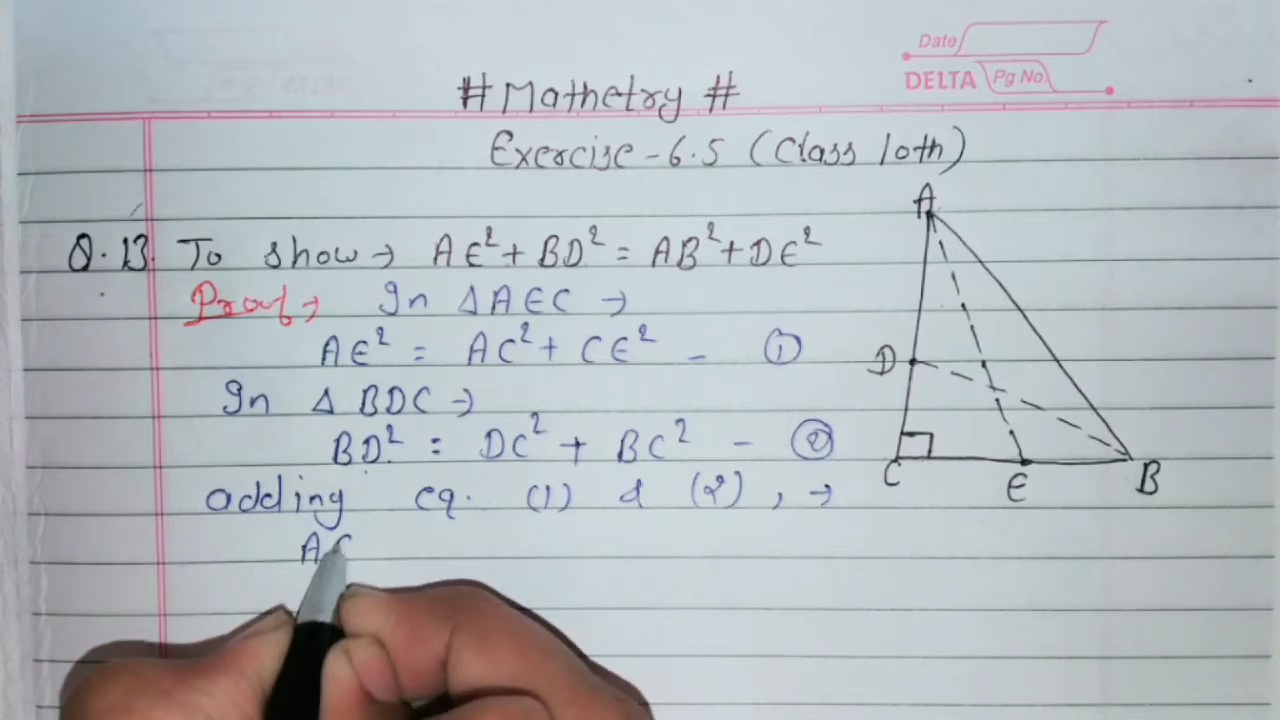 Date
DELTA Pg No.
# Mathetry #
Exercise - 6.5 (Class 10th)
Q.13. To show → AE² + BD² = AB² + DE²
Proof → In ΔAEC →
AE² = AC² + CE² - ①
In Δ BDC →
BD² = DC² + BC² - ②
adding eq. (1) & (2), →
A
A
D
C
E
B